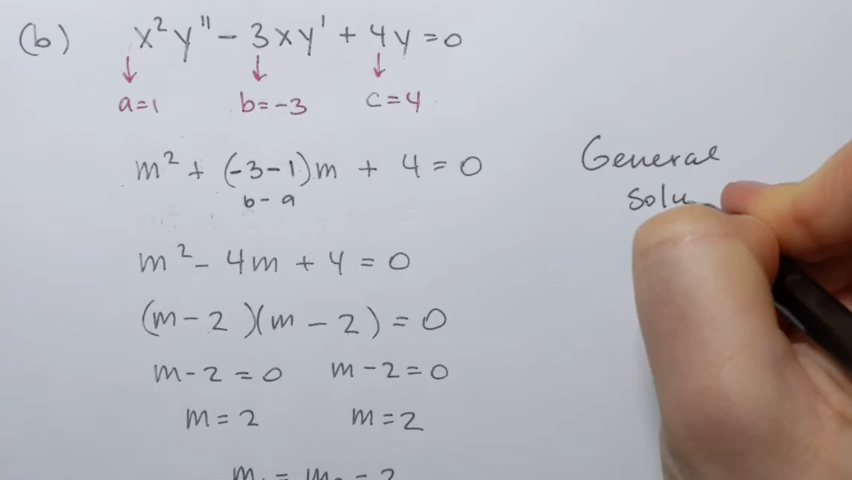 (b) x²y'' - 3xy' + 4y = 0
a=1 b=-3 c=4
m² + (-3-1)m + 4 = 0
b-a
m² - 4m + 4 = 0
(m-2)(m-2) = 0
m-2=0 m-2=0
m=2 m=2
General
solu